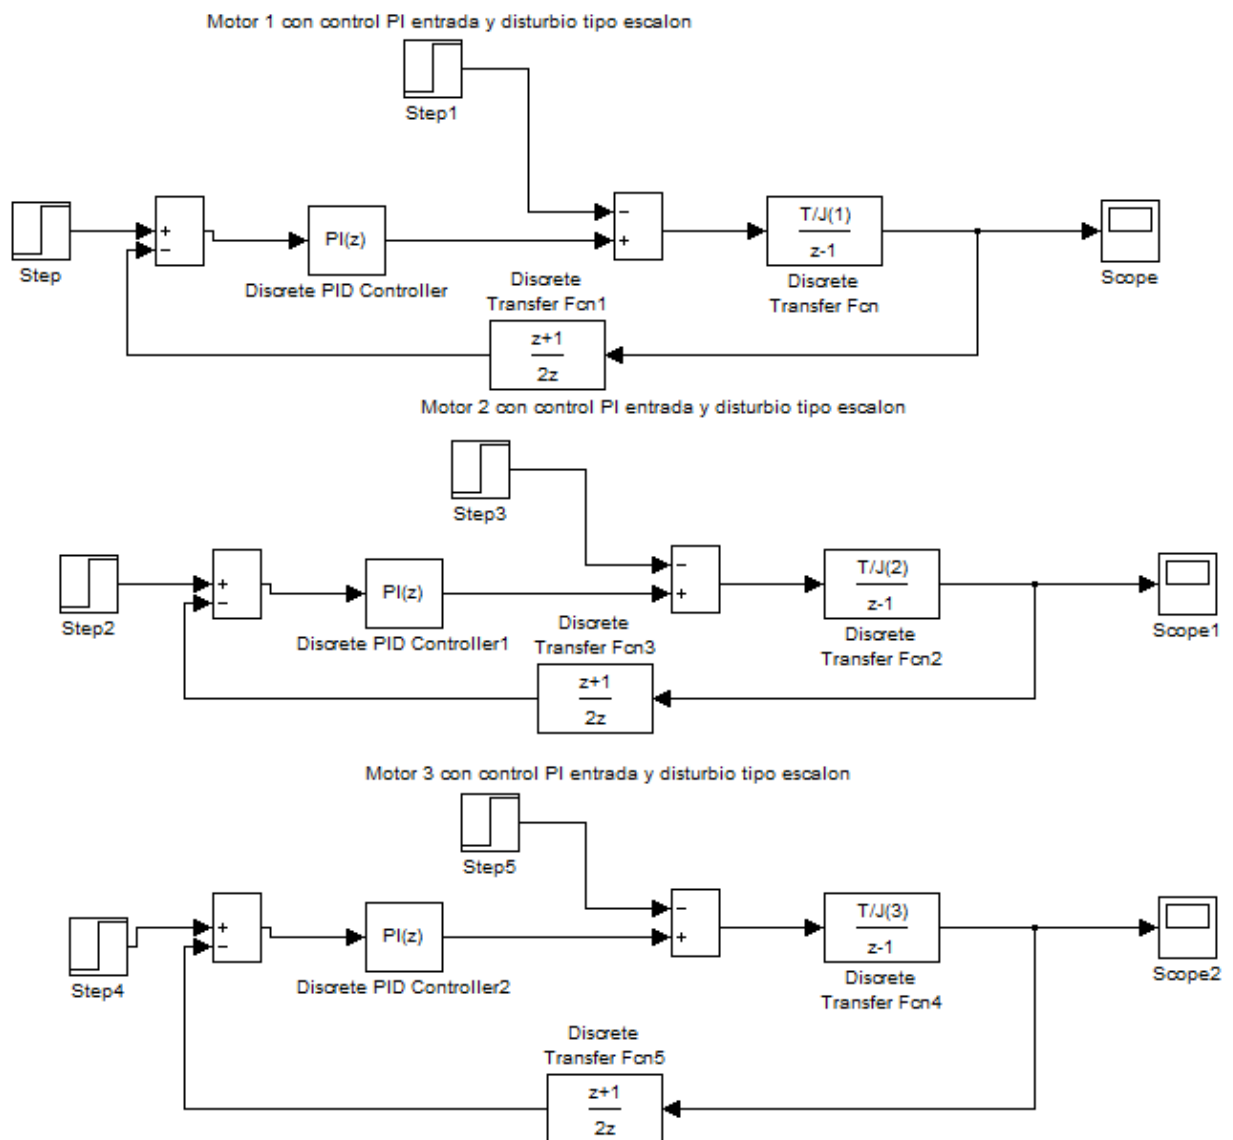 Motor 1 con control PI entrada y disturbio tipo escalon
Step1
+
−
Step
PI(z)
Discrete PID Controller
−
+
T/J(1)
z-1
Discrete
Transfer Fcn
Scope
Discrete
Transfer Fcn1
z+1
2z
Motor 2 con control PI entrada y disturbio tipo escalon
Step3
+
−
Step2
PI(z)
Discrete PID Controller1
−
+
T/J(2)
z-1
Discrete
Transfer Fcn2
Scope1
Discrete
Transfer Fcn3
z+1
2z
Motor 3 con control PI entrada y disturbio tipo escalon
Step5
+
−
Step4
PI(z)
Discrete PID Controller2
−
+
T/J(3)
z-1
Discrete
Transfer Fcn4
Scope2
Discrete
Transfer Fcn5
z+1
2z